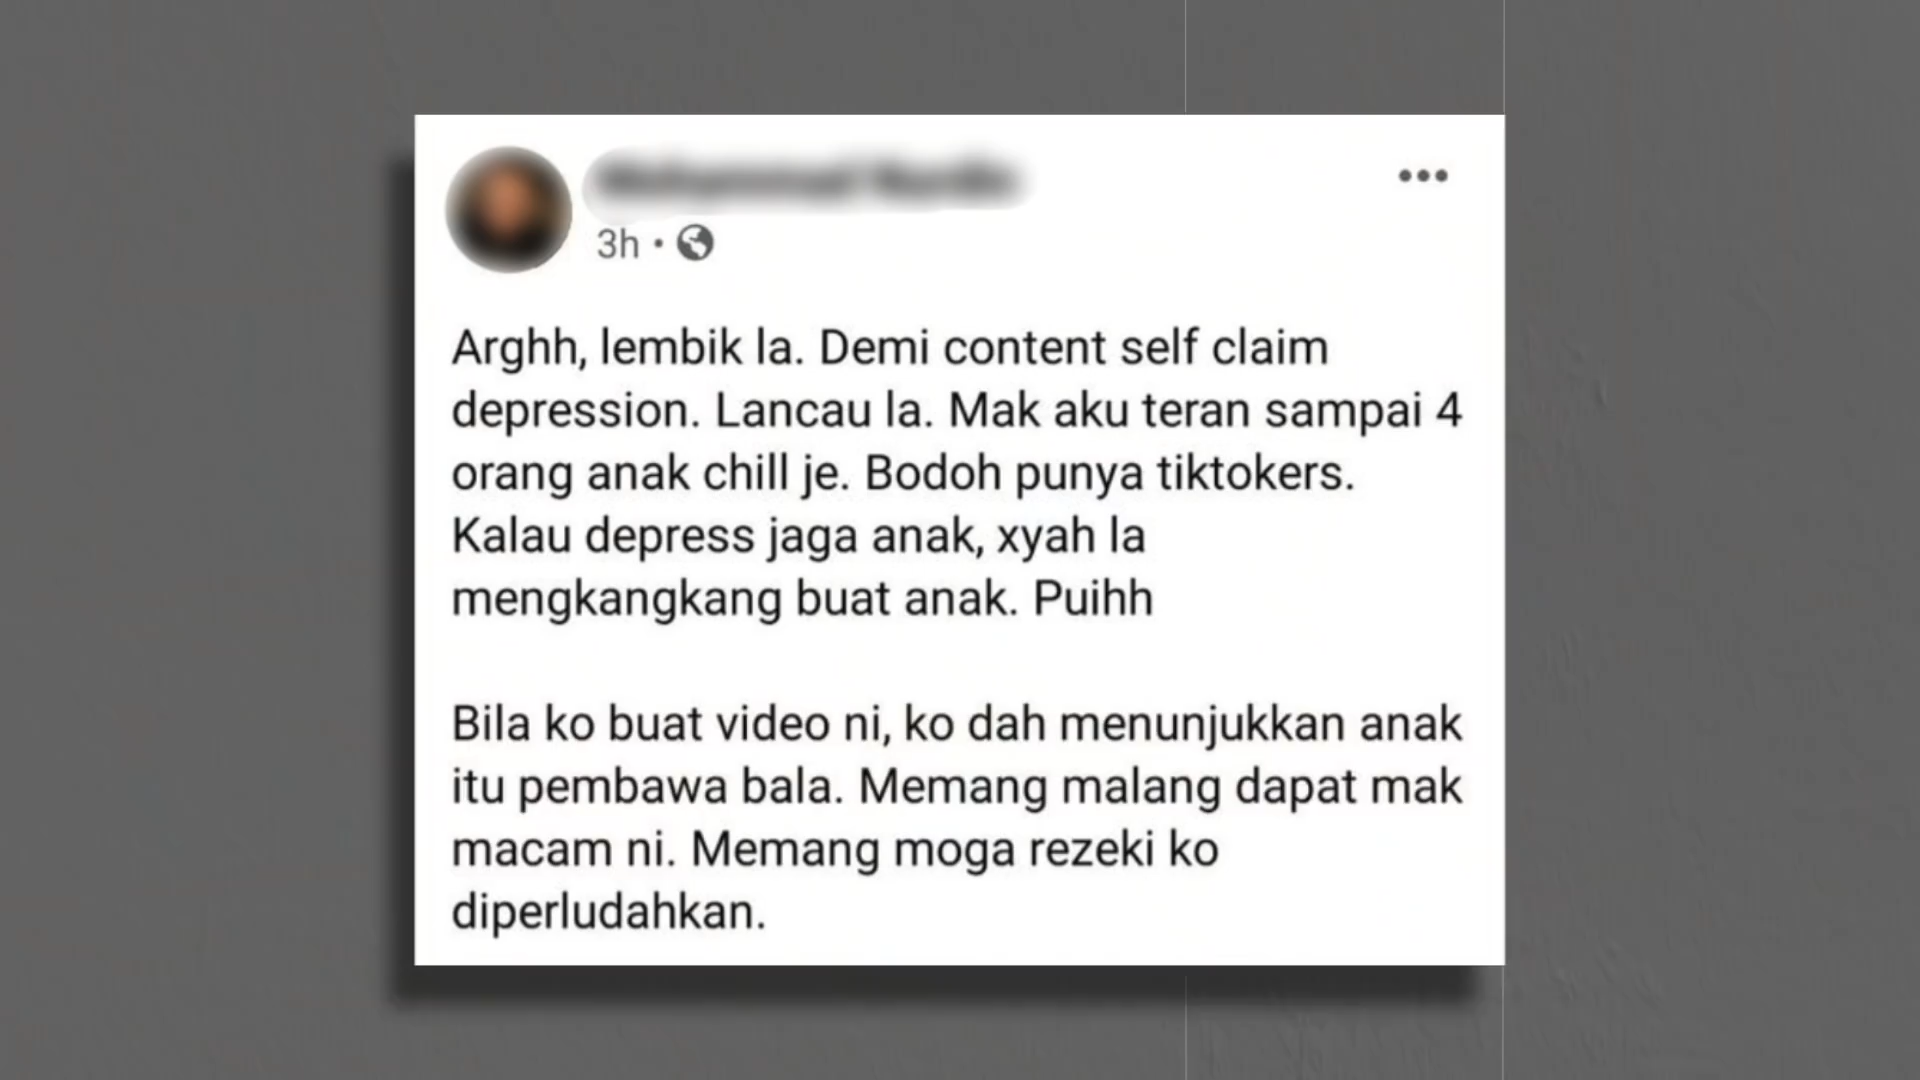 3h •
Arghh, lembik la. Demi content self claim
depression. Lancau la. Mak aku teran sampai 4
orang anak chill je. Bodoh punya tiktokers.
Kalau depress jaga anak, xyah la
mengkangkang buat anak. Puihh
Bila ko buat video ni, ko dah menunjukkan anak
itu pembawa bala. Memang malang dapat mak
macam ni. Memang moga rezeki ko
diperludahkan.